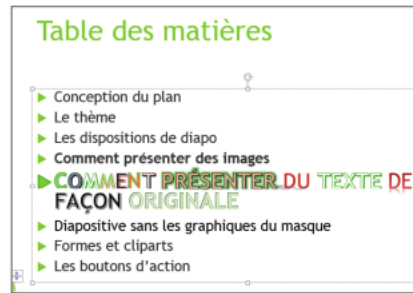 Table des matières
Conception du plan
Le thème
Les dispositions de diapo
Comment présenter des images
COMMENT PRÉSENTER DU TEXTE DE
FAÇON ORIGINALE
Diapositive sans les graphiques du masque
Formes et cliparts
Les boutons d'action